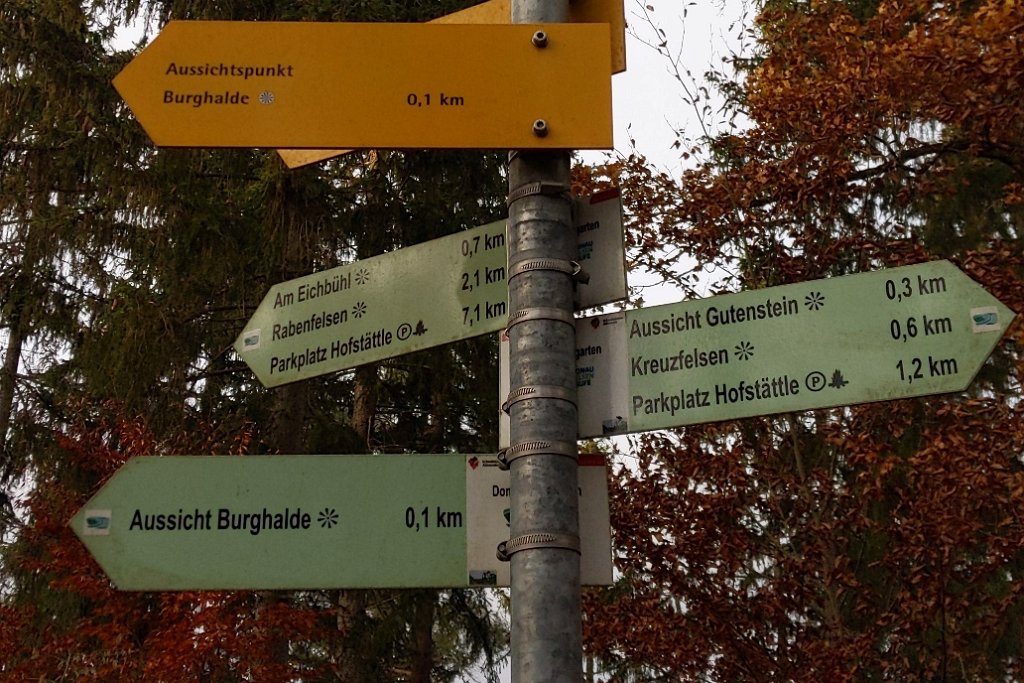 Aussichtspunkt
Burghalde 0,1 km
garten
Am Eichbühl 0,7 km
Rabenfelsen 2,1 km
Parkplatz Hofstättle P 7,1 km
garten
Aussicht Gutenstein 0,3 km
Kreuzfelsen 0,6 km
Parkplatz Hofstättle P 1,2 km
Aussicht Burghalde 0,1 km